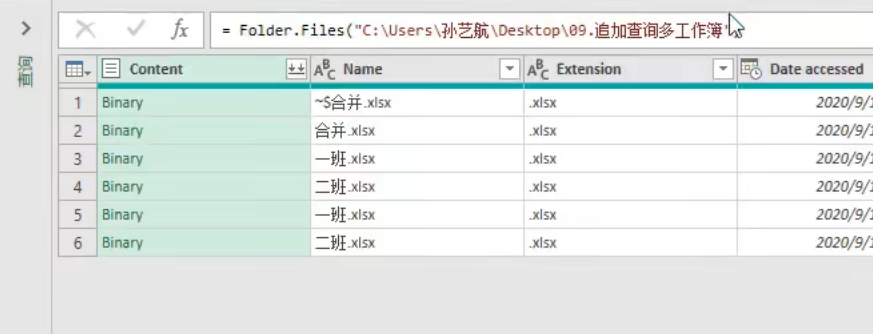 = Folder.Files("C:\Users\孙艺航\Desktop\09.追加查询多工作簿"
查询
Content Name Extension Date accessed
1 Binary ~$合并.xlsx .xlsx 2020/9/1
2 Binary 合并.xlsx .xlsx 2020/9/1
3 Binary 一班.xlsx .xlsx 2020/9/1
4 Binary 二班.xlsx .xlsx 2020/9/1
5 Binary 一班.xlsx .xlsx 2020/9/1
6 Binary 二班.xlsx .xlsx 2020/9/1